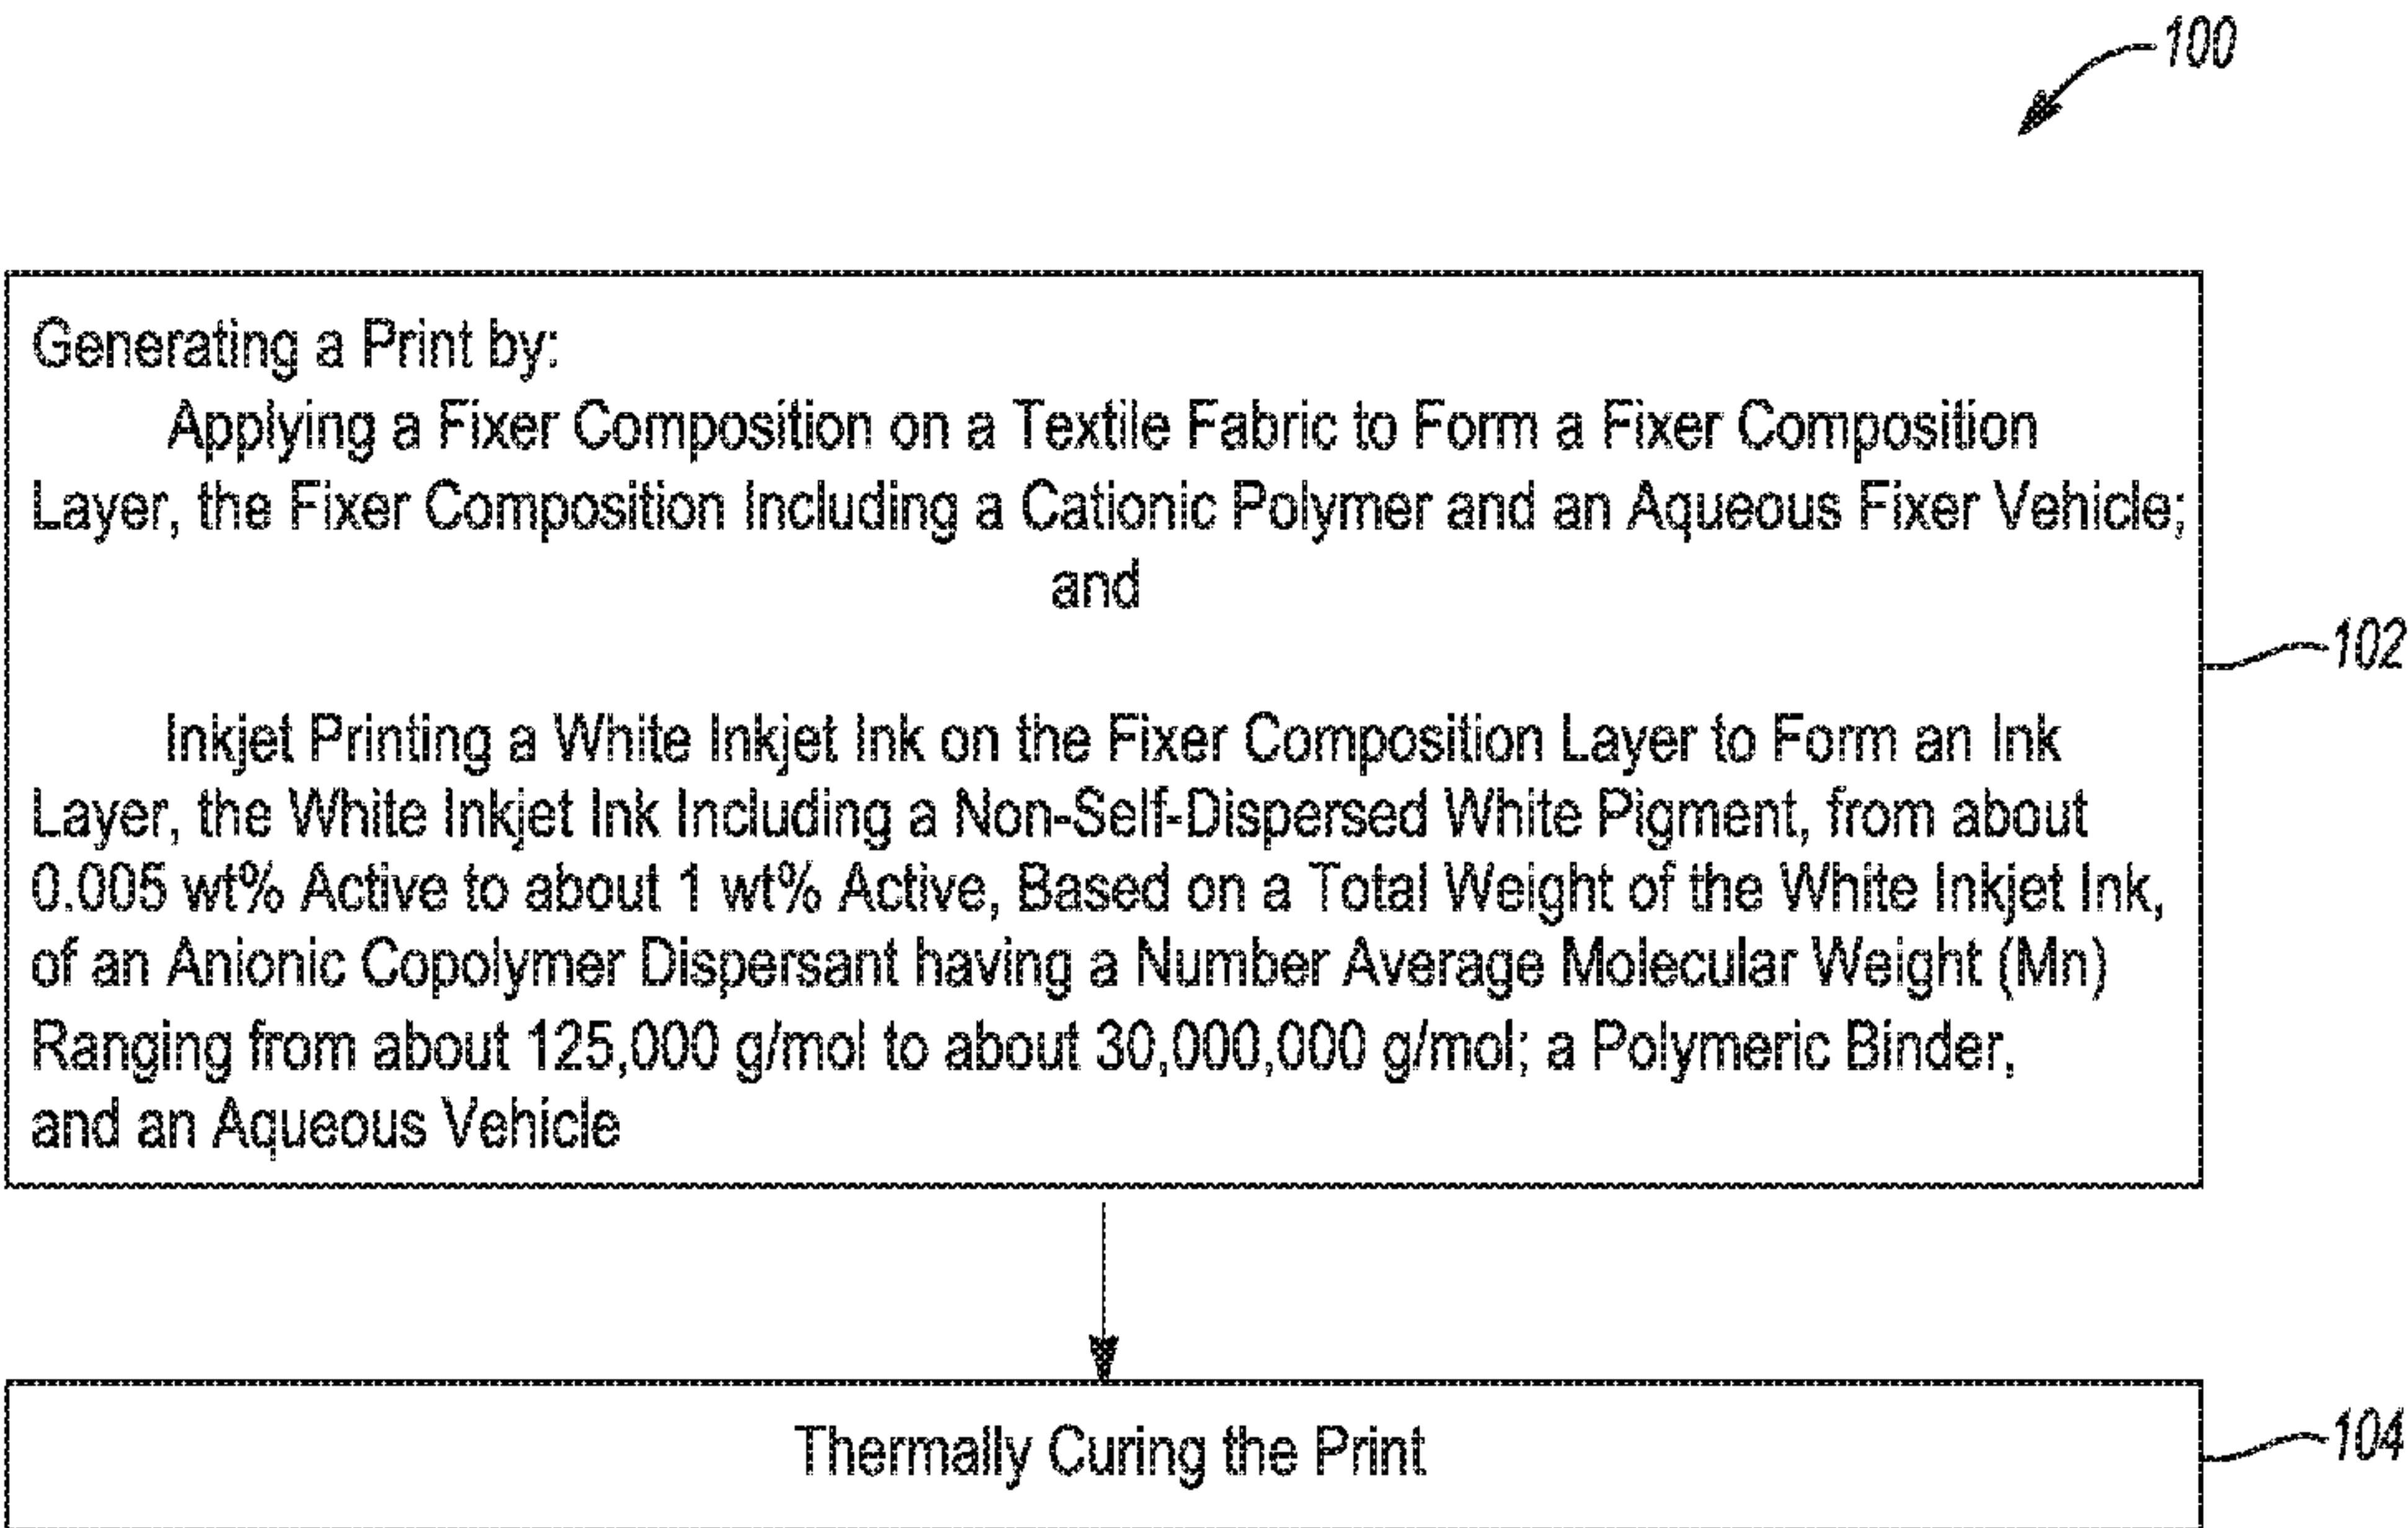 100
Generating a Print by:
Applying a Fixer Composition on a Textile Fabric to Form a Fixer Composition
Layer, the Fixer Composition Including a Cationic Polymer and an Aqueous Fixer Vehicle;
and
102
Inkjet Printing a White Inkjet Ink on the Fixer Composition Layer to Form an Ink
Layer, the White Inkjet Ink Including a Non-Self-Dispersed White Pigment, from about
0.005 wt% Active to about 1 wt% Active, Based on a Total Weight of the White Inkjet Ink,
of an Anionic Copolymer Dispersant having a Number Average Molecular Weight (Mn)
Ranging from about 125,000 g/mol to about 30,000,000 g/mol; a Polymeric Binder,
and an Aqueous Vehicle
Thermally Curing the Print
104